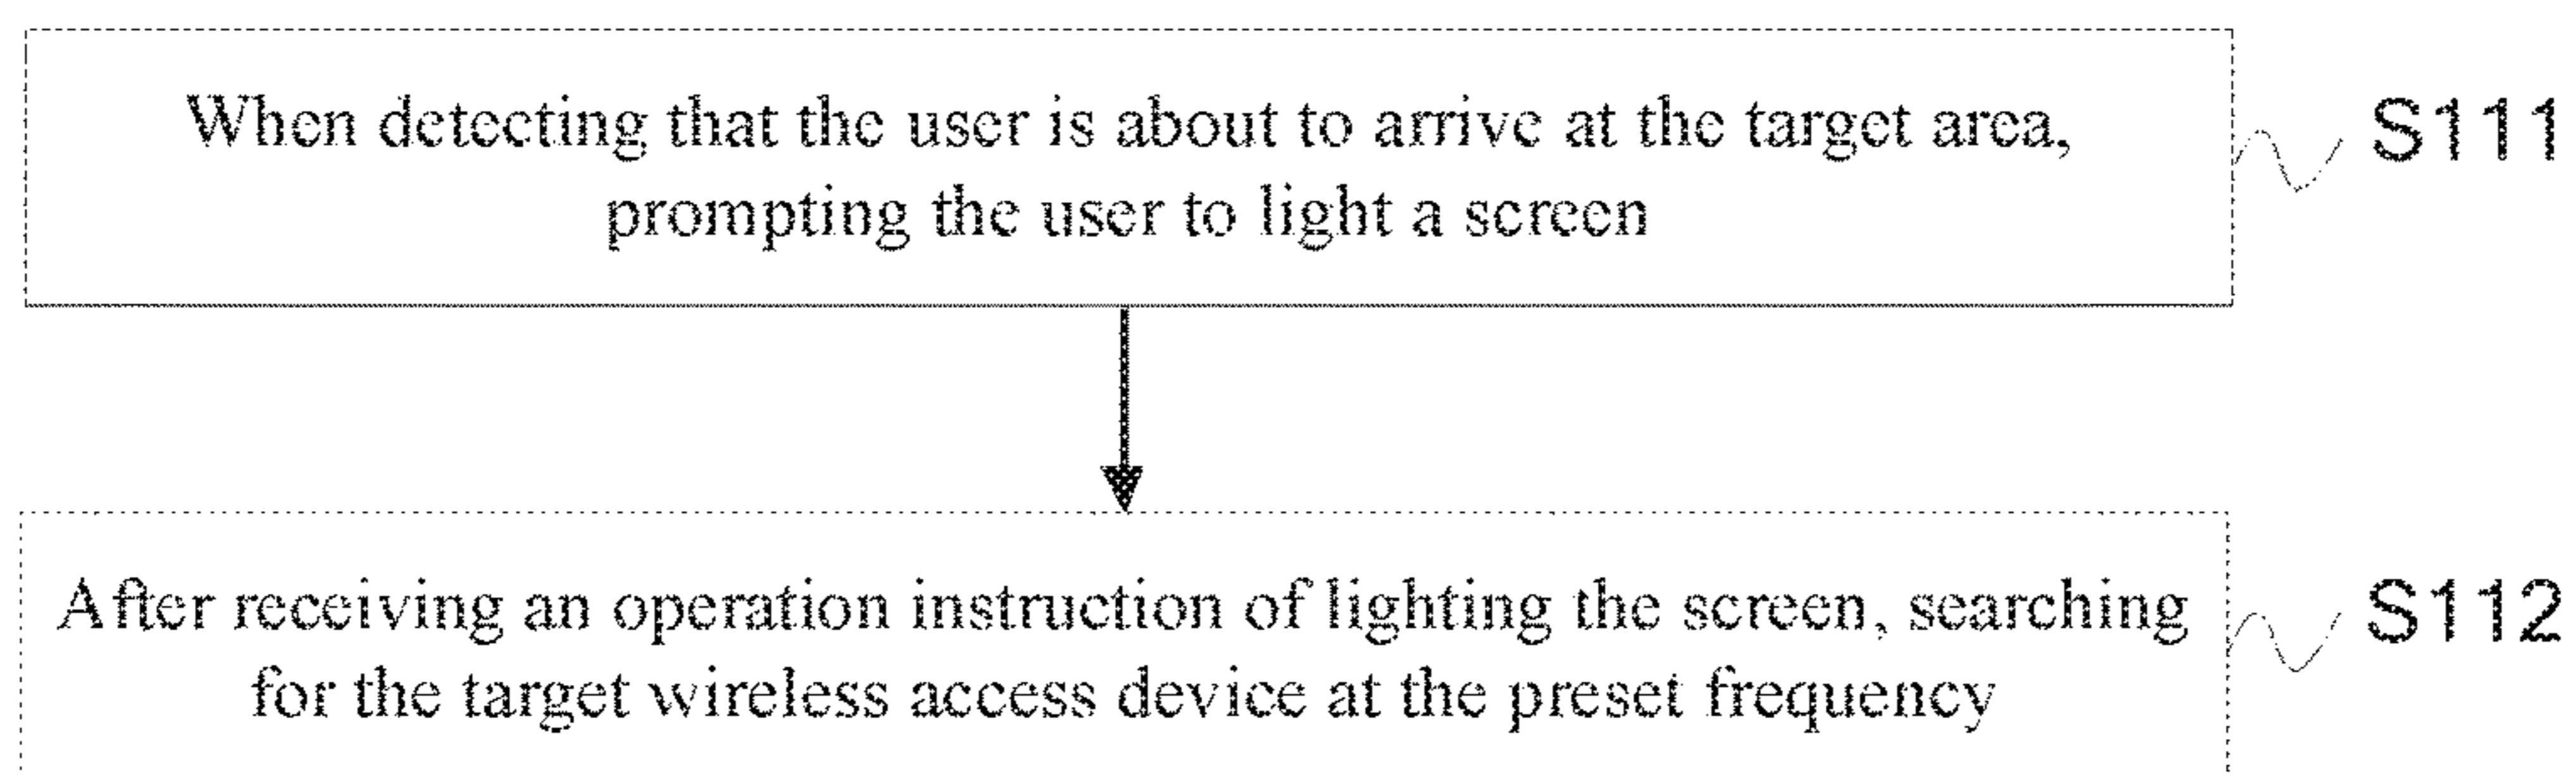 When detecting that the user is about to arrive at the target area,
prompting the user to light a screen
S111
After receiving an operation instruction of lighting the screen, searching
for the target wireless access device at the preset frequency
S112